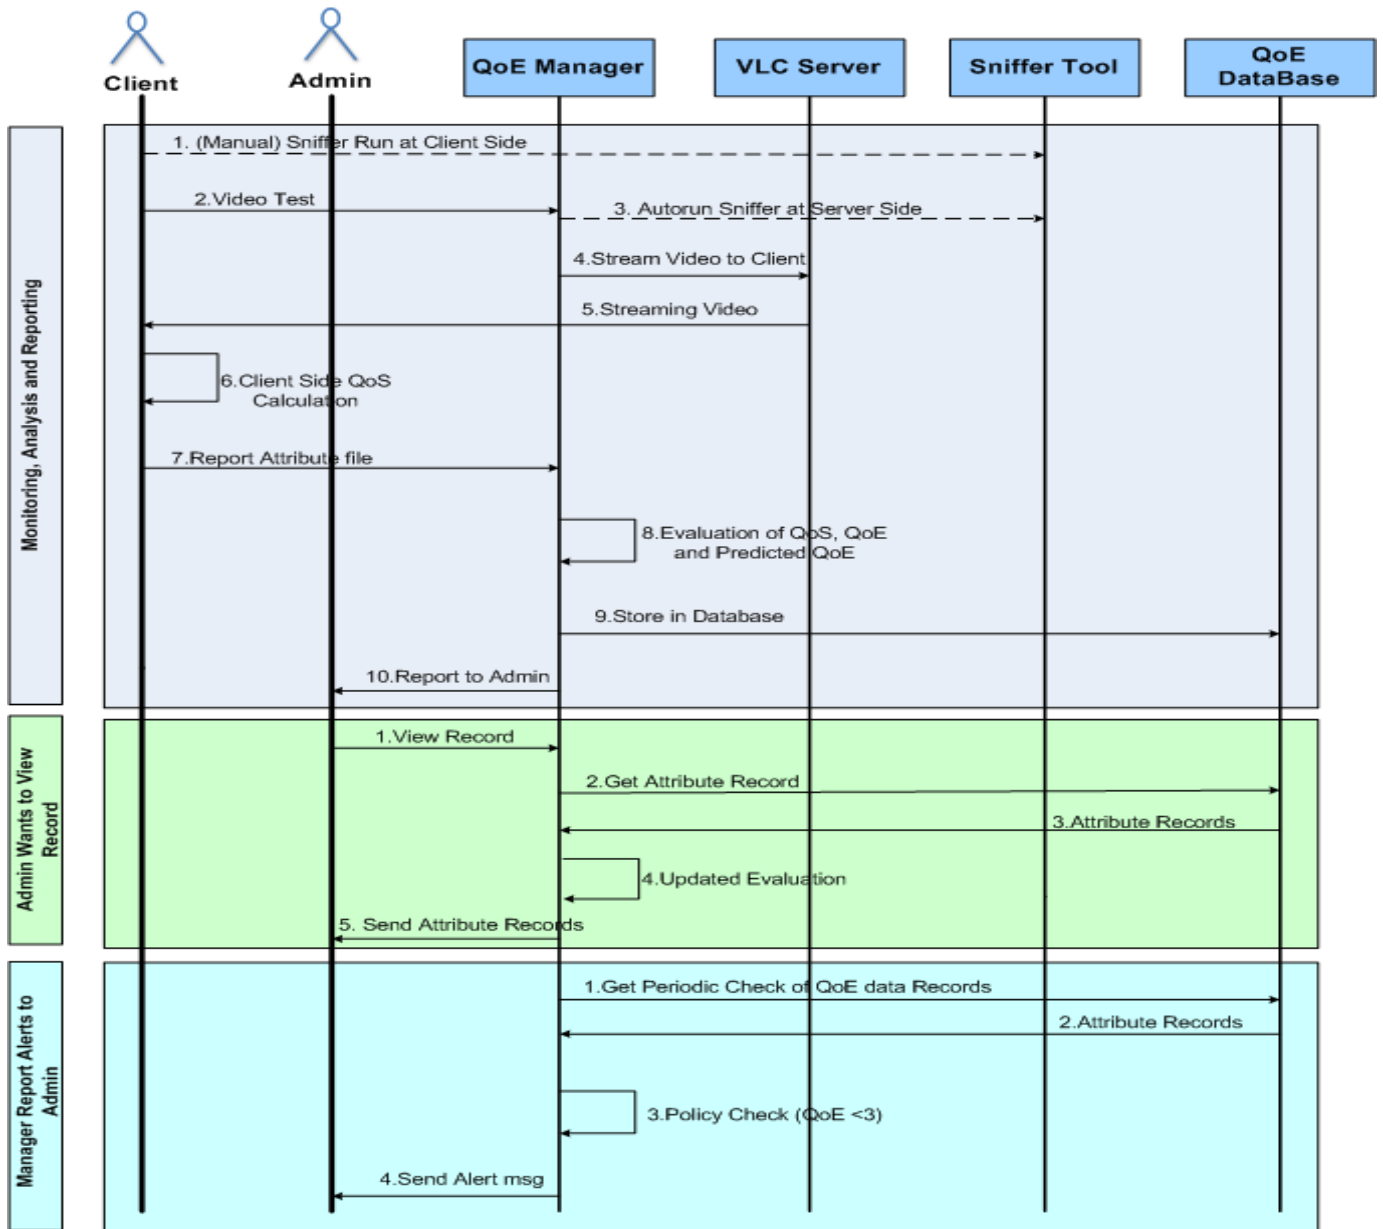 Client
Admin
QoE Manager
VLC Server
Sniffer Tool
QoE
DataBase
Monitoring, Analysis and Reporting
1. (Manual) Sniffer Run at Client Side
2.Video Test
3. Autorun Sniffer at Server Side
4.Stream Video to Client
5.Streaming Video
6.Client Side QoS
Calculation
7.Report Attribute file
8.Evaluation of QoS, QoE
and Predicted QoE
9.Store in Database
10.Report to Admin
Admin Wants to View
Record
1.View Record
2.Get Attribute Record
3.Attribute Records
4.Updated Evaluation
5. Send Attribute Records
Manager Report Alerts to
Admin
1.Get Periodic Check of QoE data Records
2.Attribute Records
3.Policy Check (QoE <3)
4.Send Alert msg